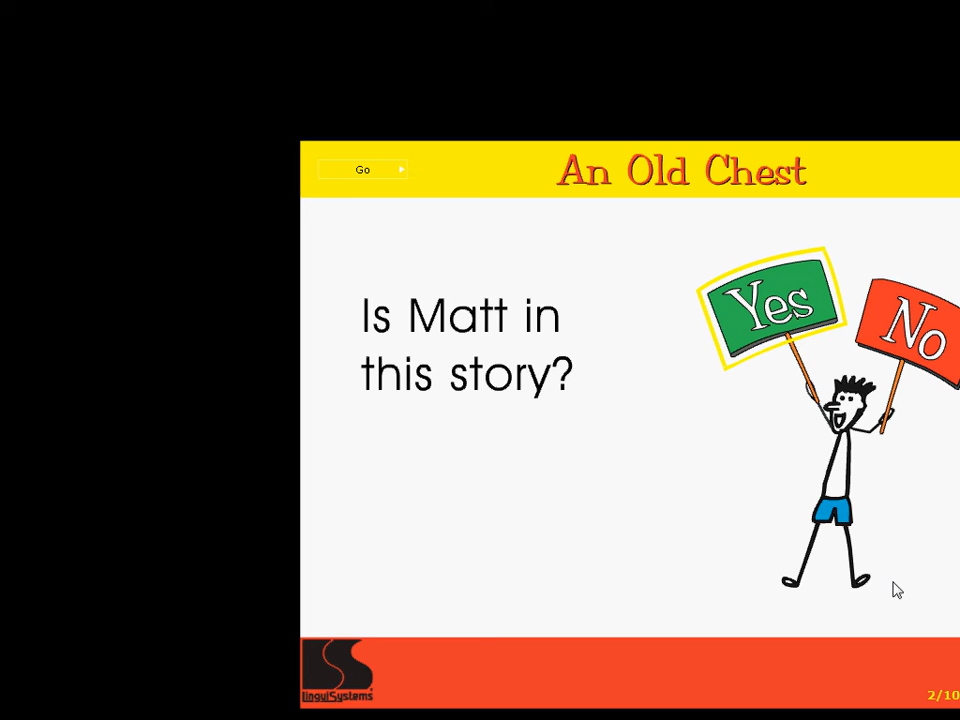 Go
An Old Chest
Is Matt in
this story?
Yes
No
LinguiSystems
2/10